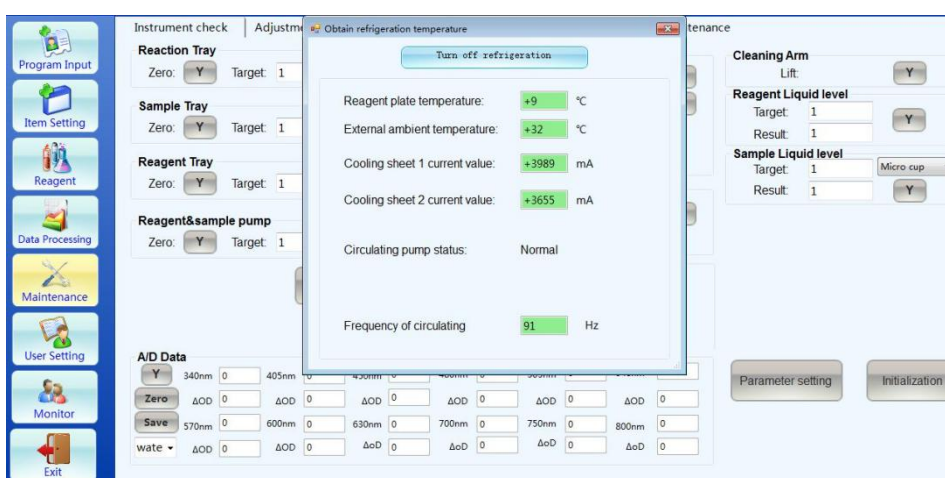 Program Input
Item Setting
Reagent
Data Processing
Maintenance
User Setting
Monitor
Exit
Instrument check
Reaction Tray
Zero: Y Target: 1
Sample Tray
Zero: Y Target: 1
Reagent Tray
Zero: Y Target: 1
Reagent&sample pump
Zero: Y Target: 1
Obtain refrigeration temperature
Turn off refrigeration
Reagent plate temperature: +9 ℃
External ambient temperature: +32 ℃
Cooling sheet 1 current value: +3989 mA
Cooling sheet 2 current value: +3655 mA
Circulating pump status: Normal
Frequency of circulating 91 Hz
Cleaning Arm
Lift: Y
Reagent Liquid level
Target: 1
Y
Result: 1
Sample Liquid level
Target: 1 Micro cup
Result: 1 Y
A/D Data
Y 340nm 0 405nm
Zero ΔOD 0 ΔOD 0 ΔOD 0 ΔOD 0 ΔOD 0 ΔOD 0
Save 570nm 0 600nm 0 630nm 0 700nm 0 750nm 0 800nm 0
wate ΔOD 0 ΔOD 0 ΔoD 0 ΔoD 0 ΔoD 0 ΔoD 0
Parameter setting
Initialization